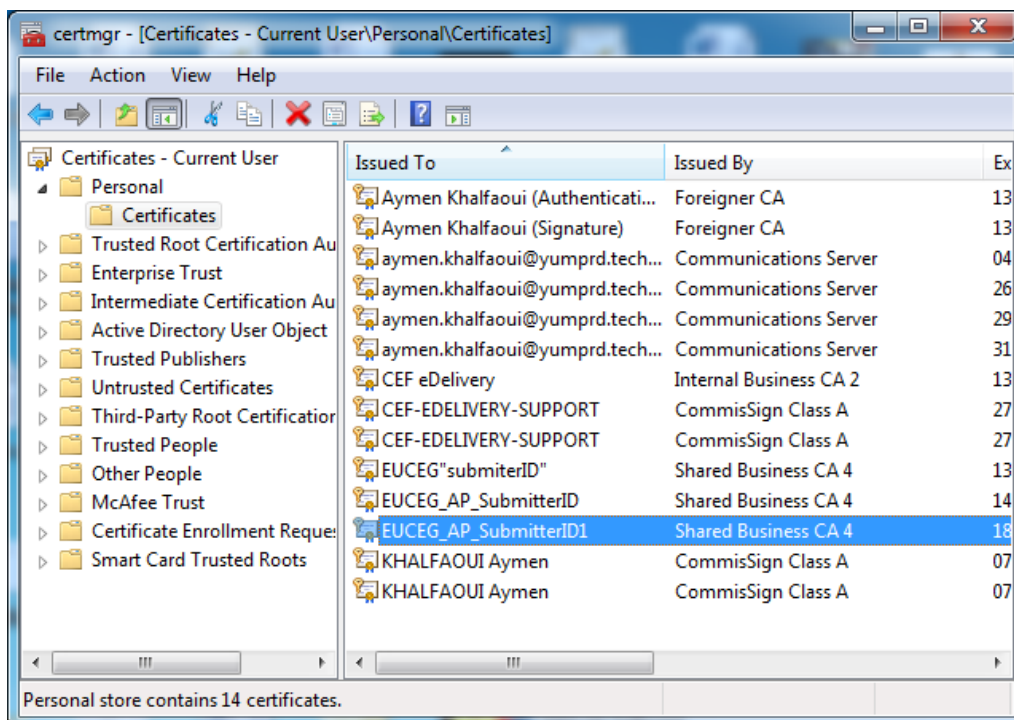 certmgr - [Certificates - Current User\Personal\Certificates]
File Action View Help
Certificates - Current User
Personal
Certificates
Trusted Root Certification Au
Enterprise Trust
Intermediate Certification Au
Active Directory User Object
Trusted Publishers
Untrusted Certificates
Third-Party Root Certification
Trusted People
Other People
McAfee Trust
Certificate Enrollment Reques
Smart Card Trusted Roots
Issued To Issued By Ex
Aymen Khalfaoui (Authenticati... Foreigner CA 13
Aymen Khalfaoui (Signature) Foreigner CA 13
aymen.khalfaoui@yumprd.tech... Communications Server 04
aymen.khalfaoui@yumprd.tech... Communications Server 26
aymen.khalfaoui@yumprd.tech... Communications Server 29
aymen.khalfaoui@yumprd.tech... Communications Server 31
CEF eDelivery Internal Business CA 2 13
CEF-EDELIVERY-SUPPORT CommisSign Class A 27
CEF-EDELIVERY-SUPPORT CommisSign Class A 27
EUCEG"submiterID" Shared Business CA 4 13
EUCEG_AP_SubmitterID Shared Business CA 4 14
EUCEG_AP_SubmitterID1 Shared Business CA 4 18
KHALFAOUI Aymen CommisSign Class A 07
KHALFAOUI Aymen CommisSign Class A 07
Personal store contains 14 certificates.